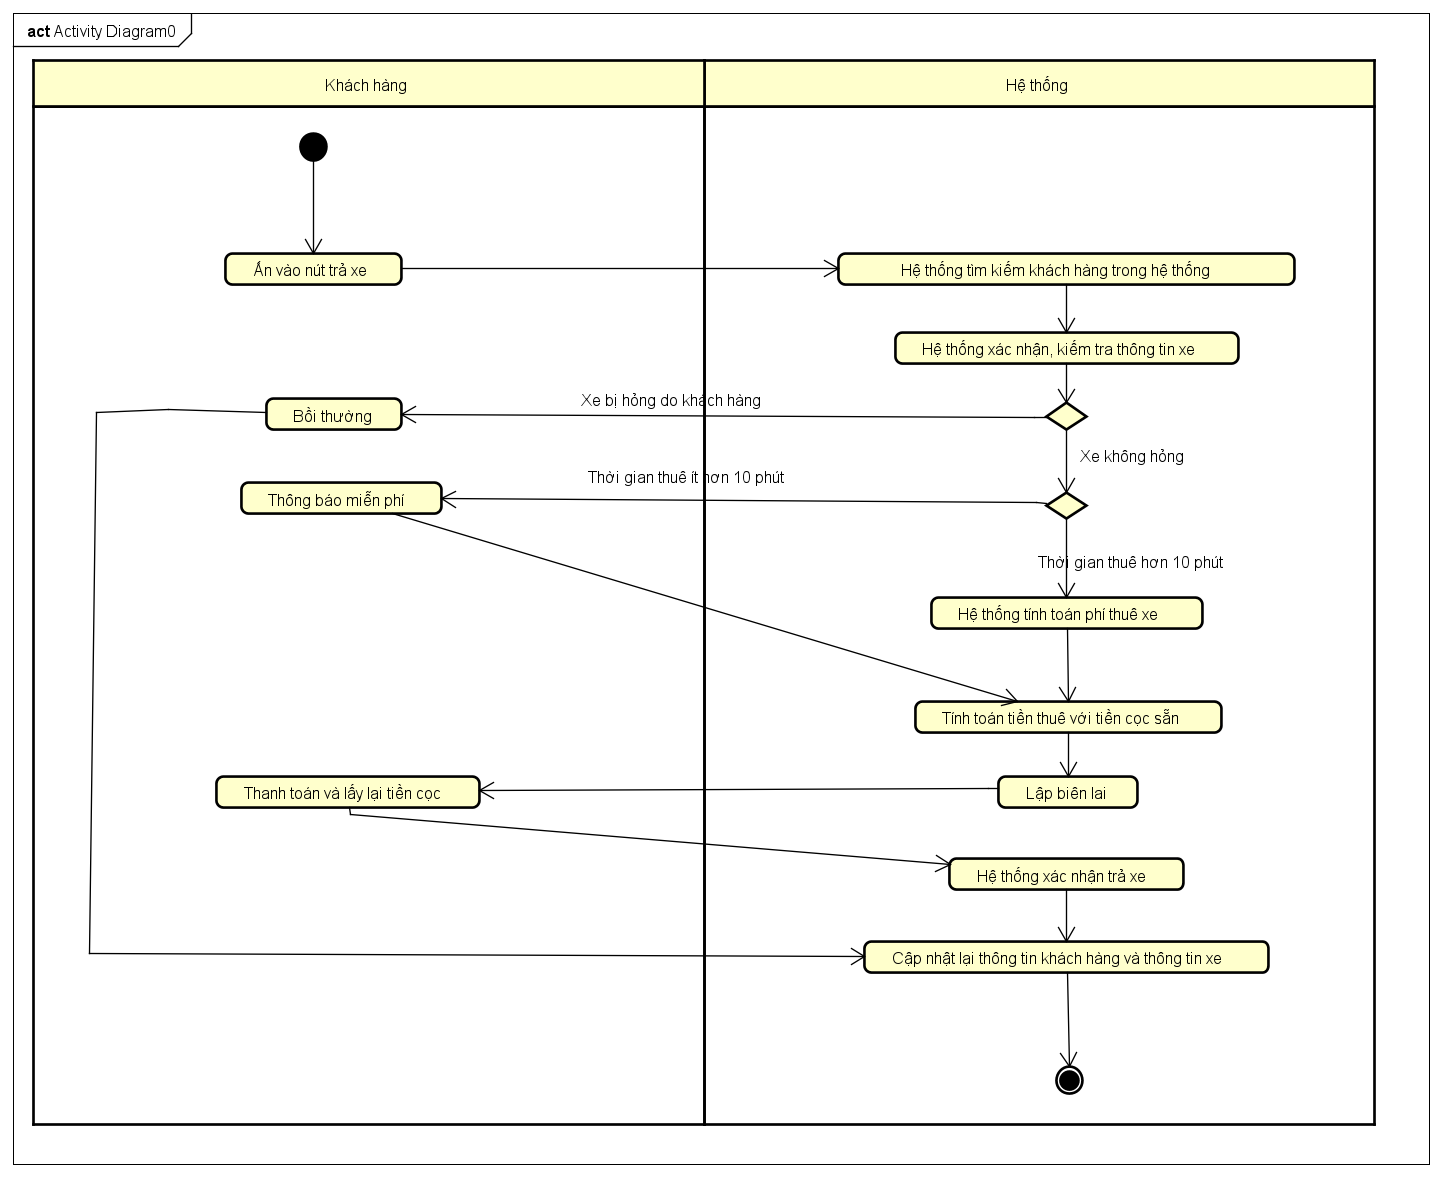 act Activity Diagram0
Khách hàng
Hệ thống
Ấn vào nút trả xe
Hệ thống tìm kiếm khách hàng trong hệ thống
Hệ thống xác nhận, kiểm tra thông tin xe
Xe bị hỏng do khách hàng
Bồi thường
Xe không hỏng
Thời gian thuê ít hơn 10 phút
Thông báo miễn phí
Thời gian thuê hơn 10 phút
Hệ thống tính toán phí thuê xe
Tính toán tiền thuê với tiền cọc sẵn
Thanh toán và lấy lại tiền cọc
Lập biên lai
Hệ thống xác nhận trả xe
Cập nhật lại thông tin khách hàng và thông tin xe